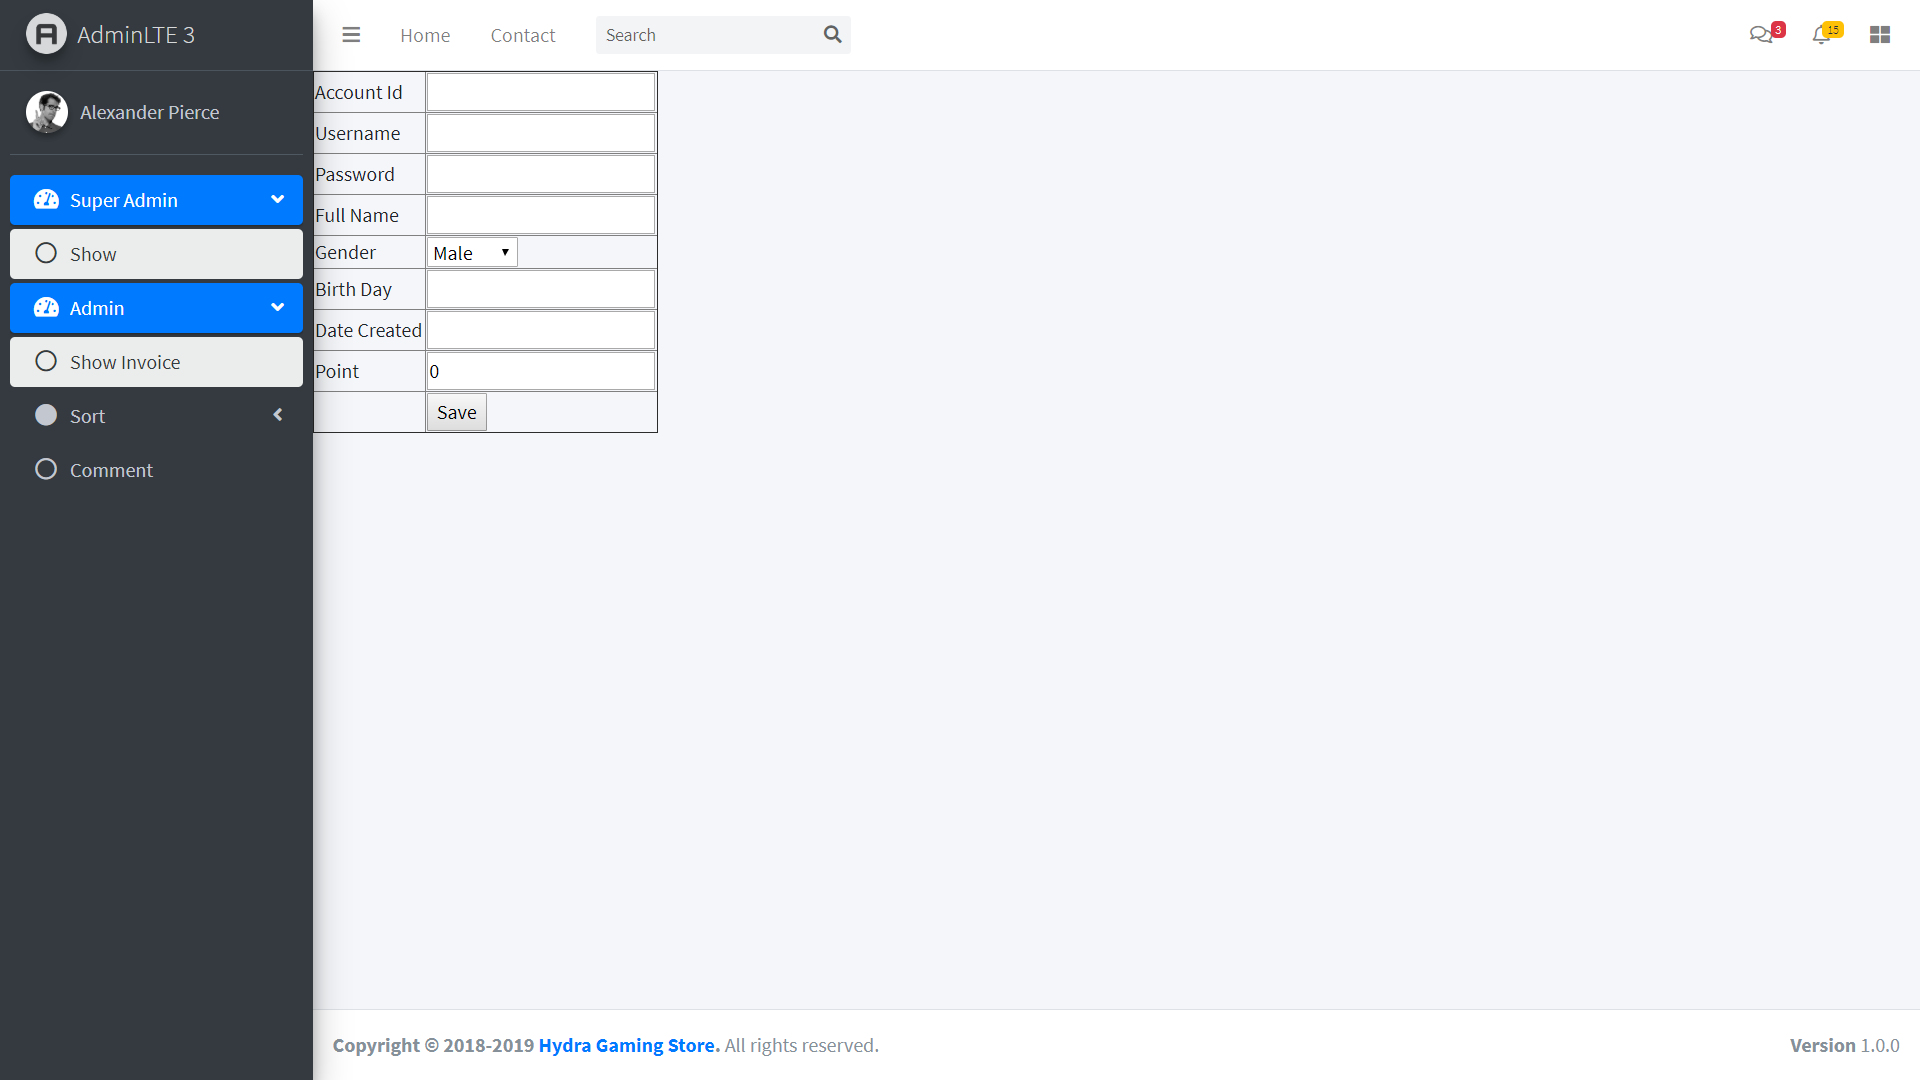 AdminLTE 3
Home
Contact
Search
3
15
Alexander Pierce
Super Admin
Show
Admin
Show Invoice
Sort
Comment
Account Id
Username
Password
Full Name
Gender Male
Birth Day
Date Created
Point 0
Save
Copyright © 2018-2019 Hydra Gaming Store. All rights reserved.
Version 1.0.0